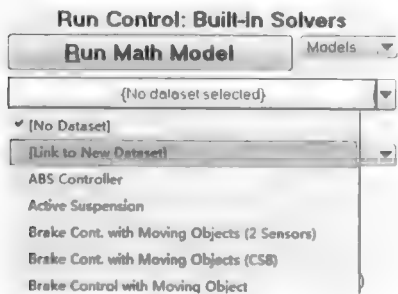 Run Control: Built-In Solvers
Run Math Model
Models
{No dataset selected}
[No Dataset]
[Link to New Dataset]
ABS Controller
Active Suspension
Brake Cont. with Moving Objects (2 Sensors)
Brake Cont. with Moving Objects (CS8)
Brake Control with Moving Object